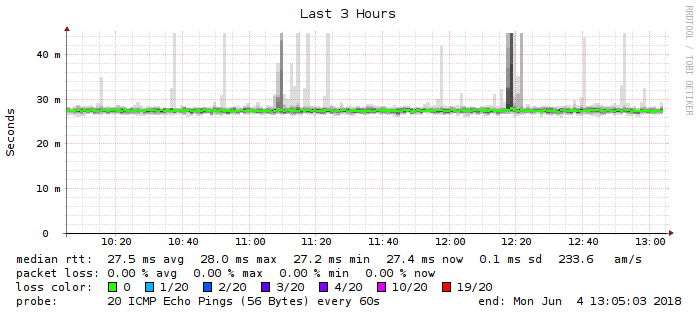 Last 3 Hours
RRDTOOL / TOBI OETIKER
Seconds
40 m
30 m
20 m
10 m
0
10:20 10:40 11:00 11:20 11:40 12:00 12:20 12:40 13:00
median rtt: 27.5 ms avg 28.0 ms max 27.2 ms min 27.4 ms now 0.1 ms sd 233.6 am/s
packet loss: 0.00 % avg 0.00 % max 0.00 % min 0.00 % now
loss color: 0 1/20 2/20 3/20 4/20 10/20 19/20
probe: 20 ICMP Echo Pings (56 Bytes) every 60s end: Mon Jun 4 13:05:03 2018